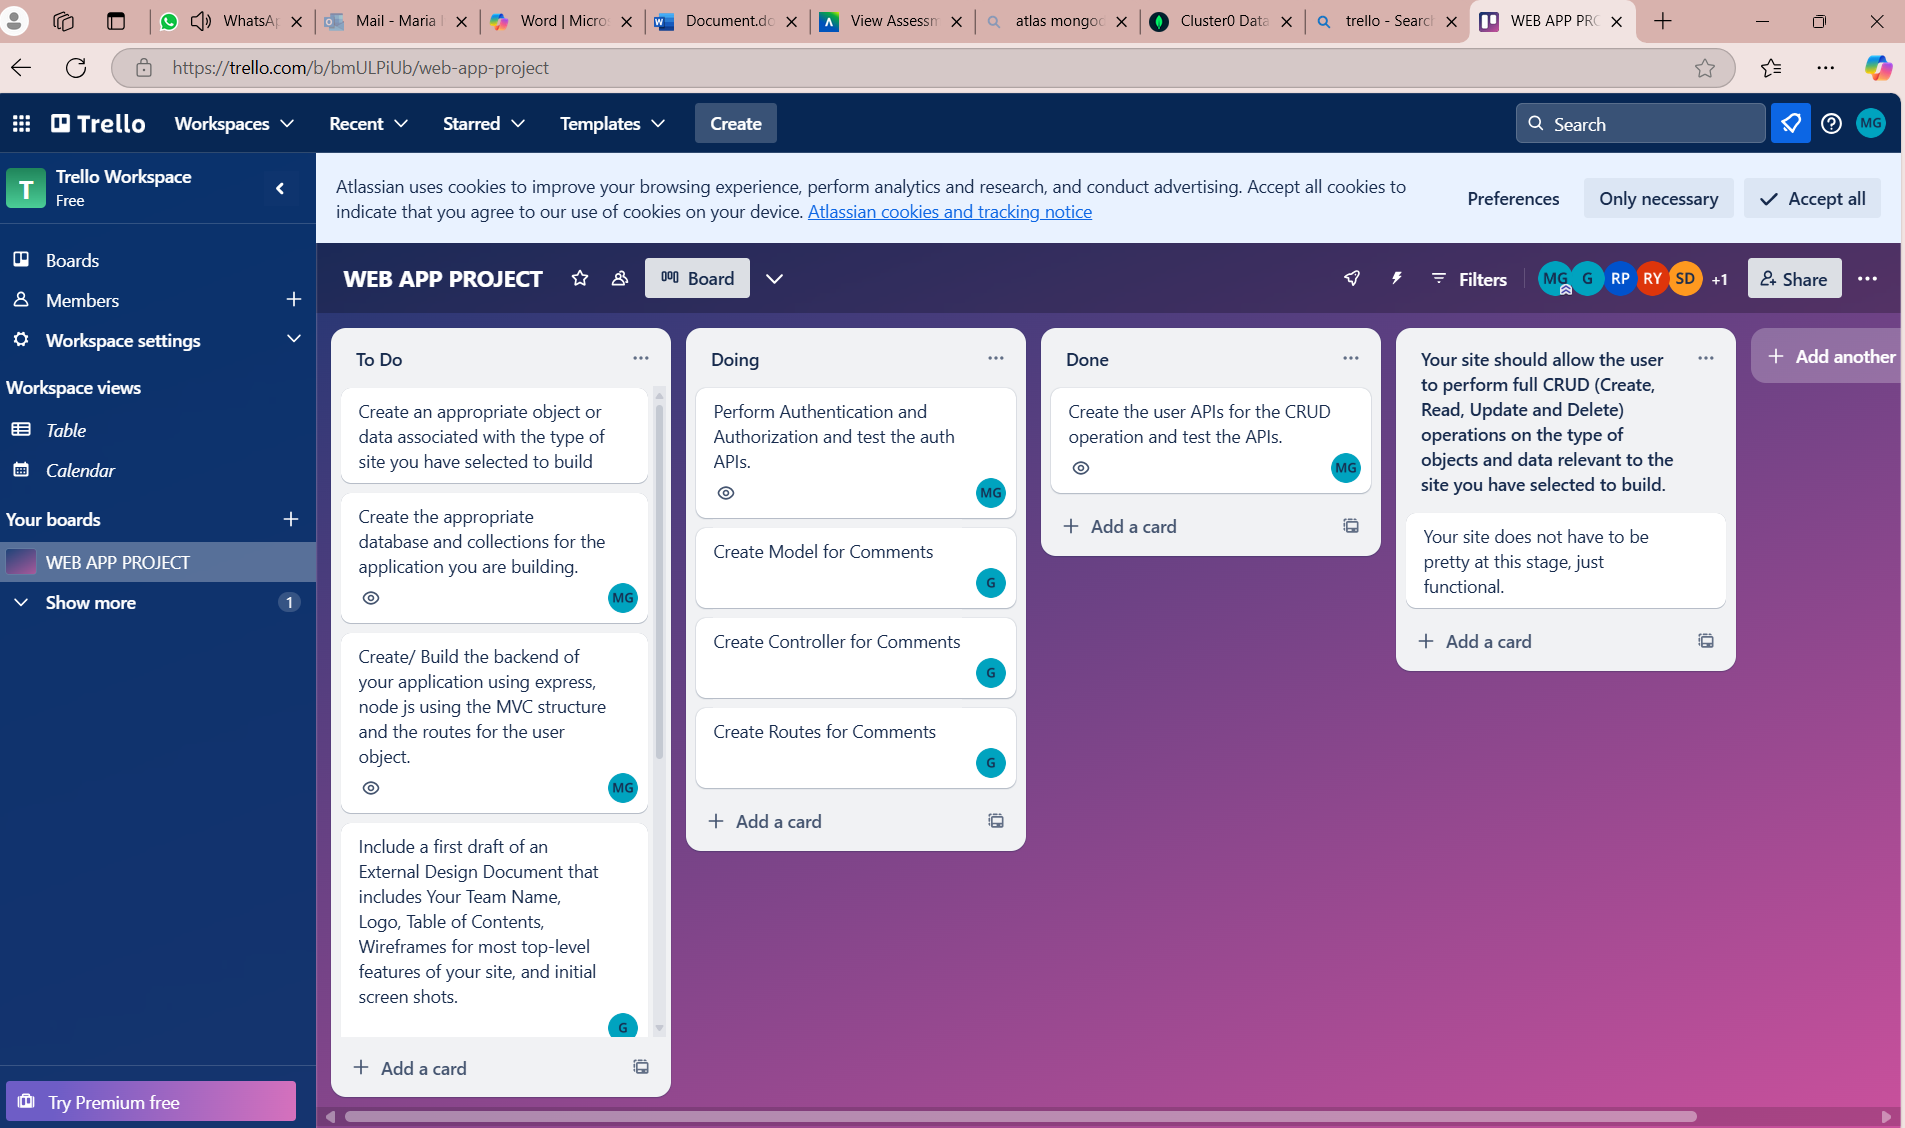 WhatsAp
Mail - Maria
Word | Micros
Document.do
View Assessm
atlas mongod
Cluster0 Data
trello - Search
WEB APP PRO
https://trello.com/b/bmULPiUb/web-app-project
Trello
Workspaces
Recent
Starred
Templates
Create
Search
MG
T
Trello Workspace
Free
Boards
Members
Workspace settings
Workspace views
Table
Calendar
Your boards
WEB APP PROJECT
Show more
1
Try Premium free
Atlassian uses cookies to improve your browsing experience, perform analytics and research, and conduct advertising. Accept all cookies to
indicate that you agree to our use of cookies on your device. Atlassian cookies and tracking notice
Preferences
Only necessary
Accept all
WEB APP PROJECT
Board
Filters
MG G RP RY SD +1
Share
To Do
Create an appropriate object or
data associated with the type of
site you have selected to build
Create the appropriate
database and collections for the
application you are building.
MG
Create/ Build the backend of
your application using express,
node js using the MVC structure
and the routes for the user
object.
MG
Include a first draft of an
External Design Document that
includes Your Team Name,
Logo, Table of Contents,
Wireframes for most top-level
features of your site, and initial
screen shots.
G
Add a card
Doing
Perform Authentication and
Authorization and test the auth
APIs.
MG
Create Model for Comments
G
Create Controller for Comments
G
Create Routes for Comments
G
Add a card
Done
Create the user APIs for the CRUD
operation and test the APIs.
MG
Add a card
Your site should allow the user
to perform full CRUD (Create,
Read, Update and Delete)
operations on the type of
objects and data relevant to the
site you have selected to build.
Your site does not have to be
pretty at this stage, just
functional.
Add a card
Add another